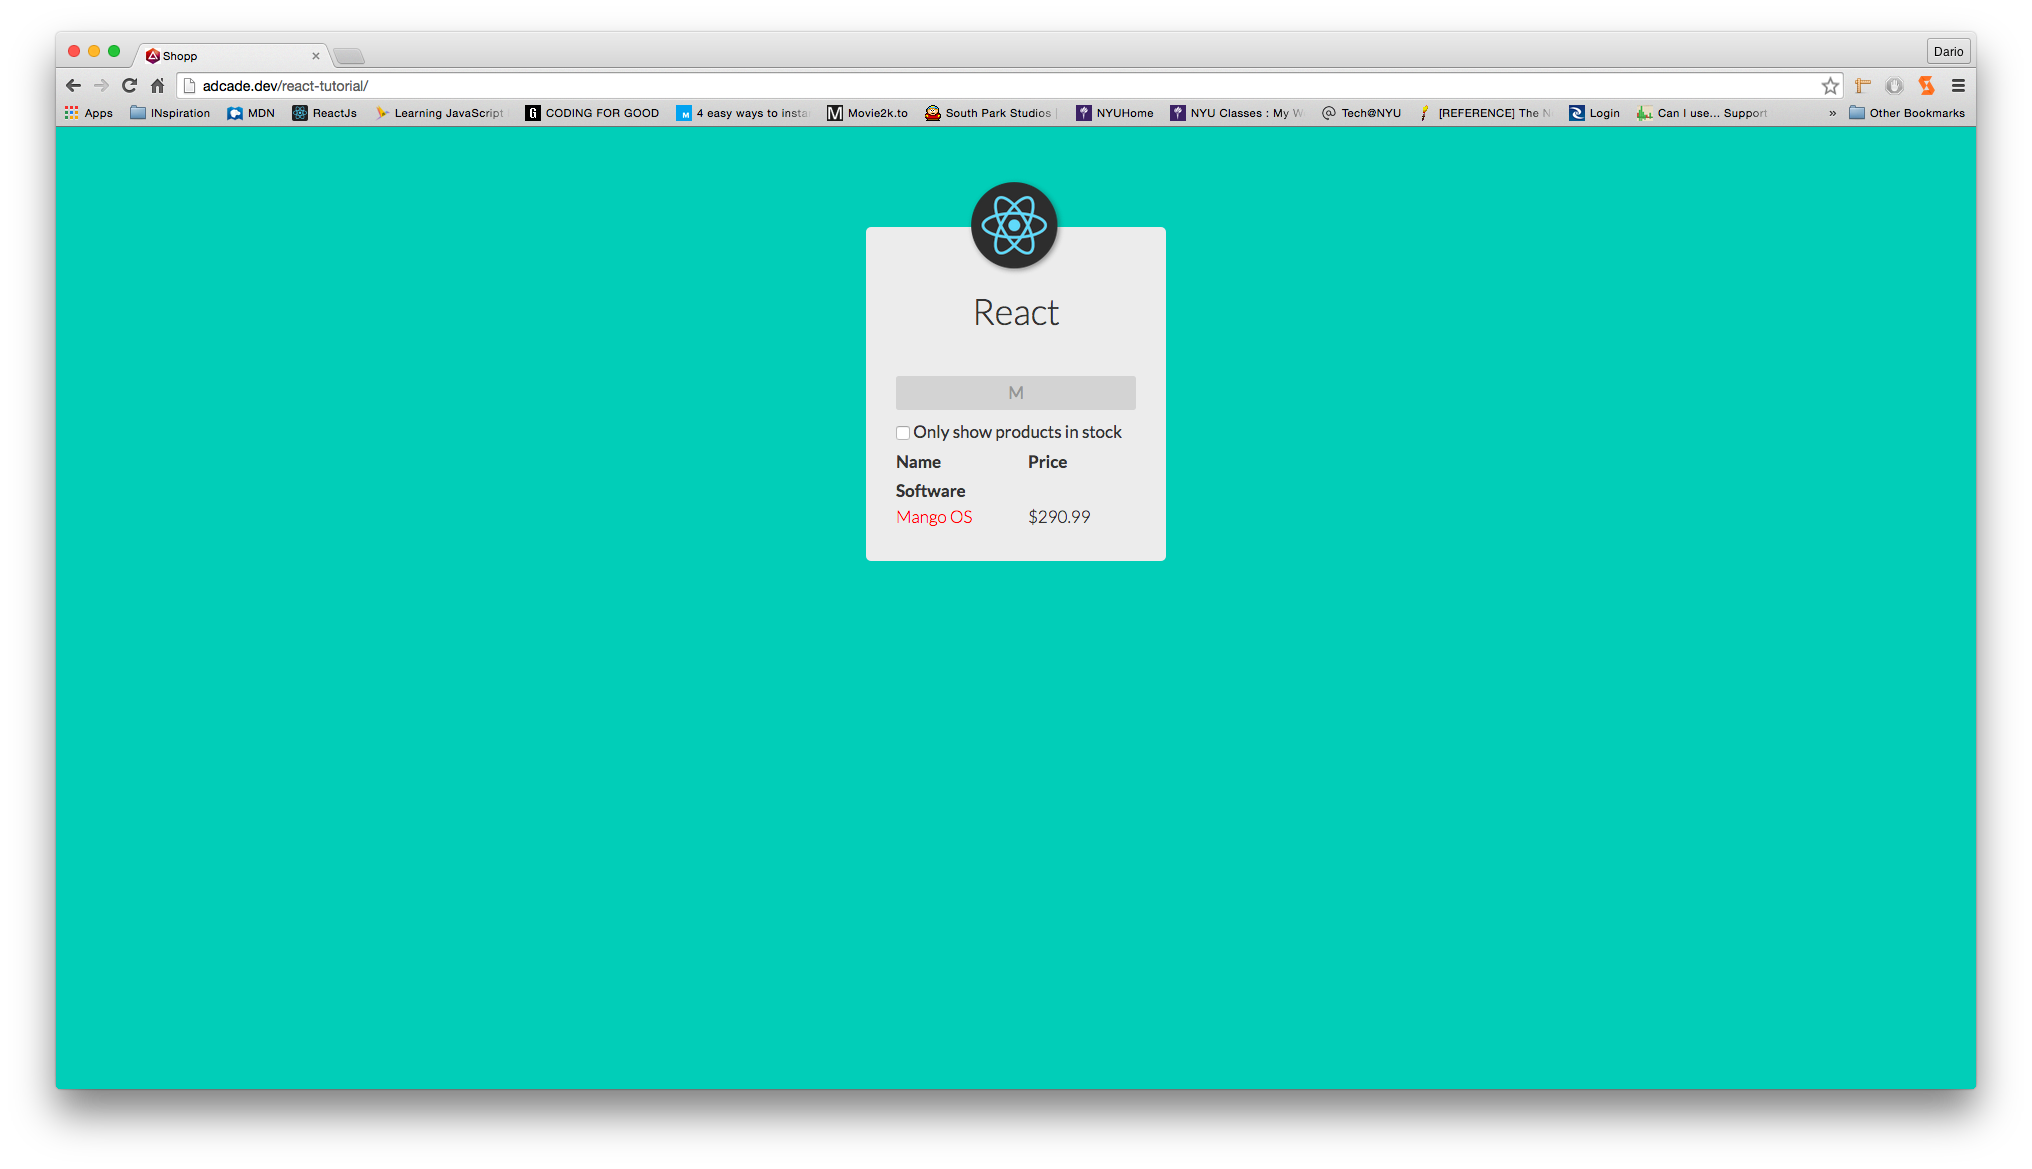 Shopp
Dario
adcade.dev/react-tutorial/
Apps INspiration MDN ReactJs Learning JavaScript CODING FOR GOOD 4 easy ways to insta Movie2k.to South Park Studios | NYUHome NYU Classes : My W @ Tech@NYU [REFERENCE] The N Login Can I use... Support » Other Bookmarks
React
M
Only show products in stock
Name Price
Software
Mango OS $290.99